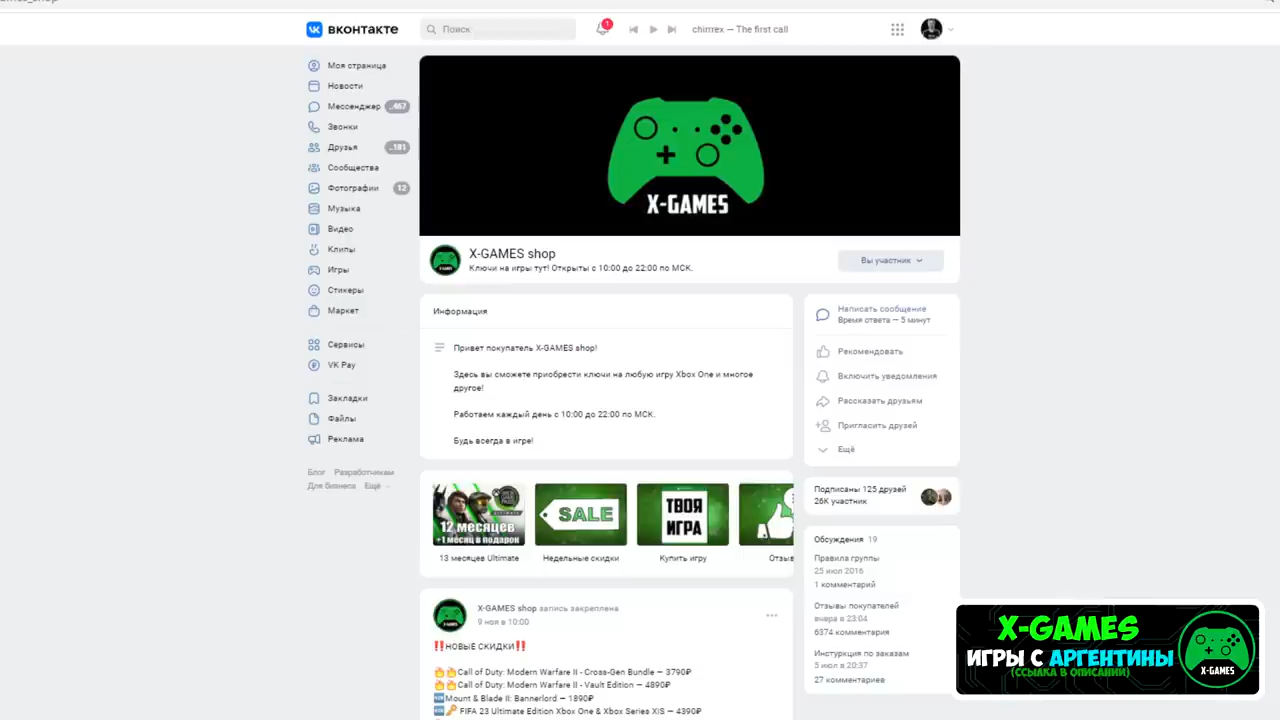 вконтакте
Поиск
1
chirrrex — The first call
Моя страница
Новости
Мессенджер ..467
Звонки
Друзья ..181
Сообщества
Фотографии 12
Музыка
Видео
Клипы
Игры
Стикеры
Маркет
Сервисы
VK Pay
Закладки
Файлы
Реклама
Блог Разработчикам
Для бизнеса Ещё
X-GAMES
X-GAMES shop
Ключи на игры тут! Открыты с 10:00 до 22:00 по МСК.
Вы участник
Информация
Привет покупатель X-GAMES shop!
Здесь вы сможете приобрести ключи на любую игру Xbox One и многое
другое!
Работаем каждый день с 10:00 до 22:00 по МСК.
Будь всегда в игре!
12 месяцев
+1 месяц в подарок
13 месяцев Ultimate
SALE
Недельные скидки
ТВОЯ
ИГРА
Купить игру
Отзыв
X-GAMES shop запись закреплена
9 ноя в 10:00
‼НОВЫЕ СКИДКИ‼
🔥🔥Call of Duty: Modern Warfare II - Cross-Gen Bundle — 3790₽
🔥🔥Call of Duty: Modern Warfare II - Vault Edition — 4890₽
🆕Mount & Blade II: Bannerlord — 1890₽
🆕🔑 FIFA 23 Ultimate Edition Xbox One & Xbox Series X|S — 4390₽
Написать сообщение
Время ответа — 5 минут
Рекомендовать
Включить уведомления
Рассказать друзьям
Пригласить друзей
Ещё
Подписаны 125 друзей
26K участник
Обсуждения 19
Правила группы
25 июл 2016
1 комментарий
Отзывы покупателей
вчера в 23:04
6374 комментария
Инструкция по заказам
5 июл в 20:37
27 комментариев
X-GAMES
ИГРЫ С АРГЕНТИНЫ
(ССЫЛКА В ОПИСАНИИ)
X-GAMES